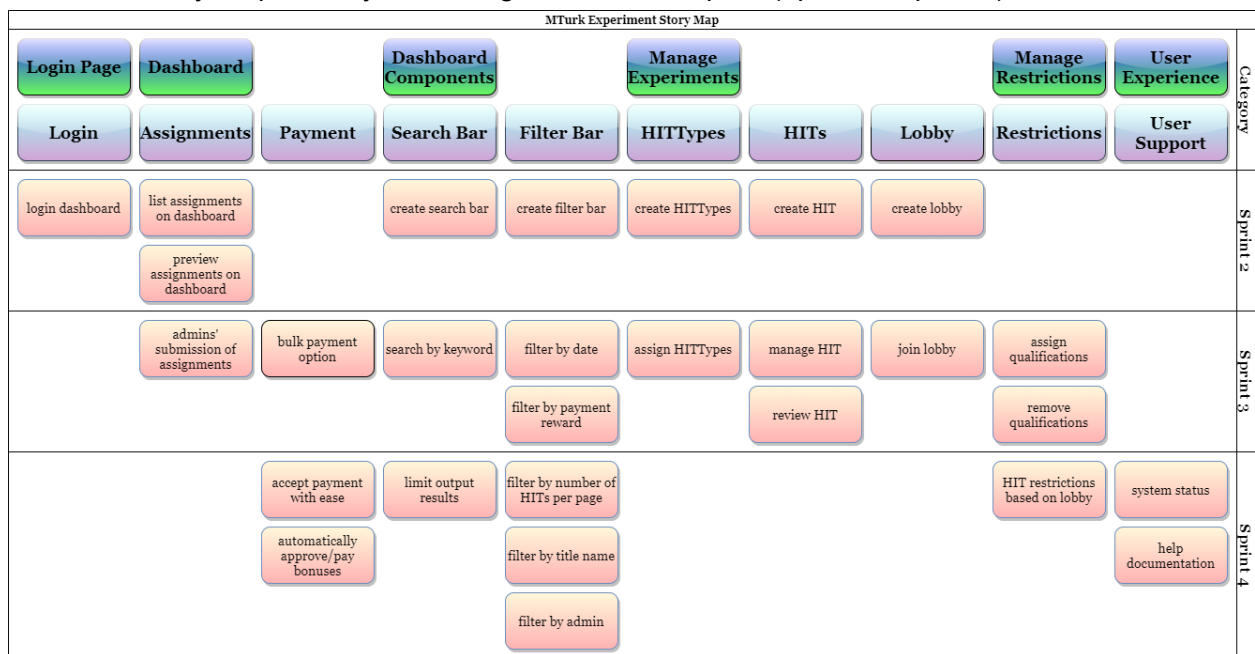 MTurk Experiment Story Map
Login Page
Dashboard
Dashboard
Components
Manage
Experiments
Manage
Restrictions
User
Experience
Category
Login
Assignments
Payment
Search Bar
Filter Bar
HITTypes
HITs
Lobby
Restrictions
User
Support
login dashboard
list assignments
on dashboard
create search bar
create filter bar
create HITTypes
create HIT
create lobby
Sprint 2
preview
assignments on
dashboard
admins'
submission of
assignments
bulk payment
option
search by keyword
filter by date
assign HITTypes
manage HIT
join lobby
assign
qualifications
Sprint 3
filter by payment
reward
review HIT
remove
qualifications
accept payment
with ease
limit output
results
filter by number of
HITs per page
HIT restrictions
based on lobby
system status
Sprint 4
automatically
approve/pay
bonuses
filter by title name
help
documentation
filter by admin